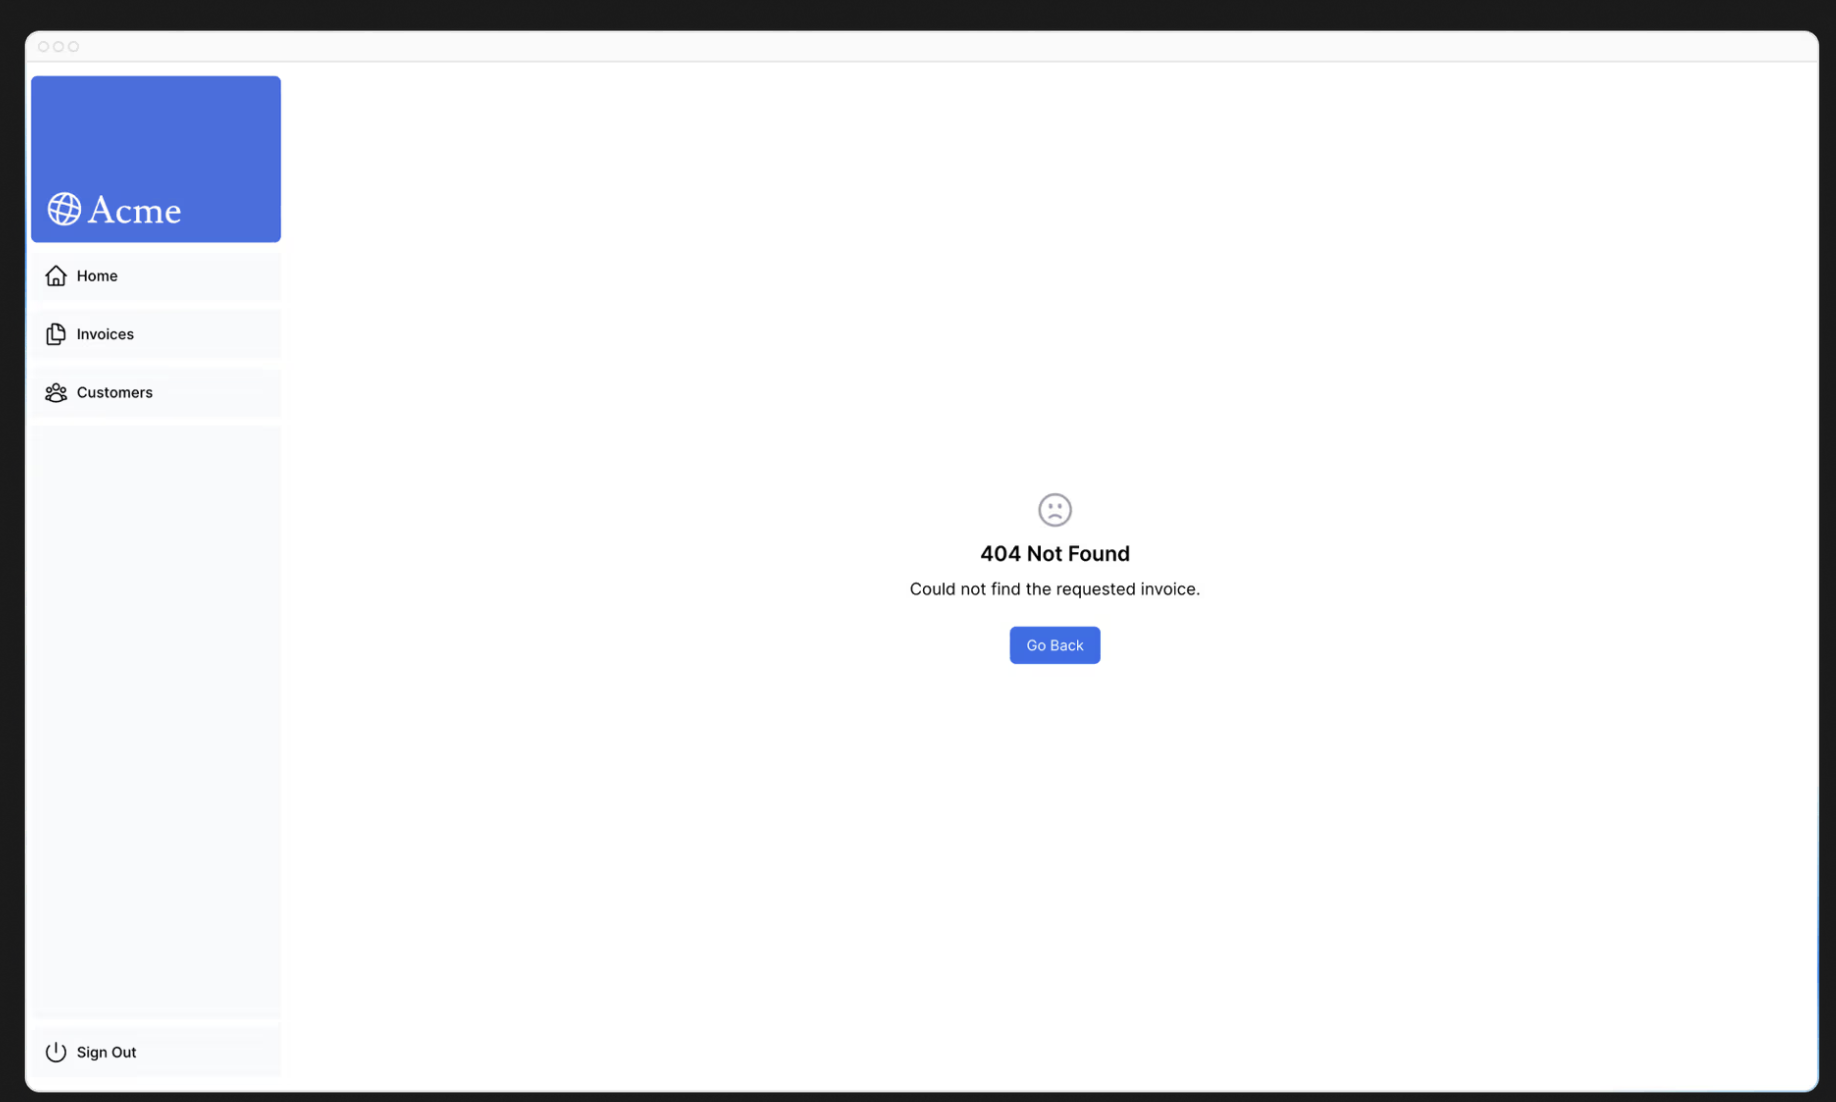 Acme
Home
Invoices
Customers
404 Not Found
Could not find the requested invoice.
Go Back
Sign Out